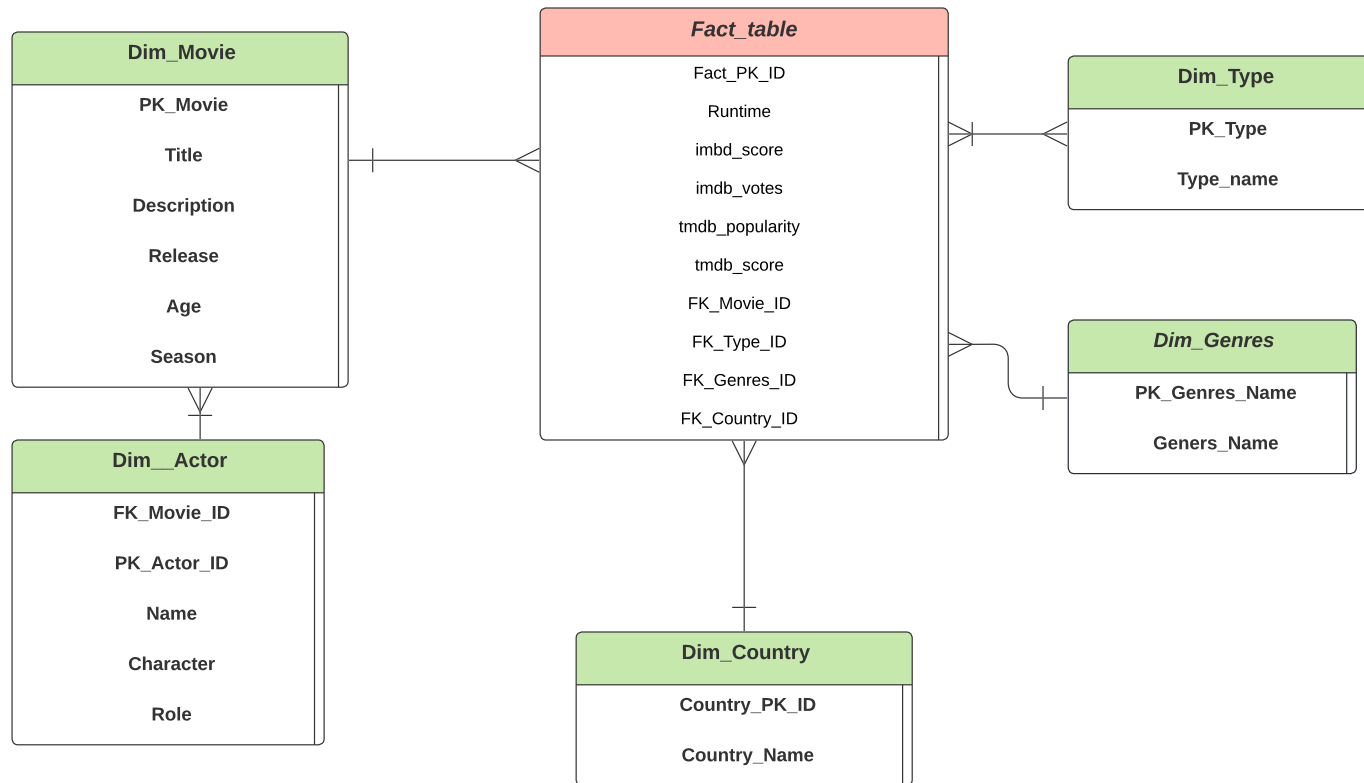 Dim_Movie
PK_Movie
Title
Description
Release
Age
Season
Dim__Actor
FK_Movie_ID
PK_Actor_ID
Name
Character
Role
Fact_table
Fact_PK_ID
Runtime
imbd_score
imdb_votes
tmdb_popularity
tmdb_score
FK_Movie_ID
FK_Type_ID
FK_Genres_ID
FK_Country_ID
Dim_Country
Country_PK_ID
Country_Name
Dim_Type
PK_Type
Type_name
Dim_Genres
PK_Genres_Name
Geners_Name